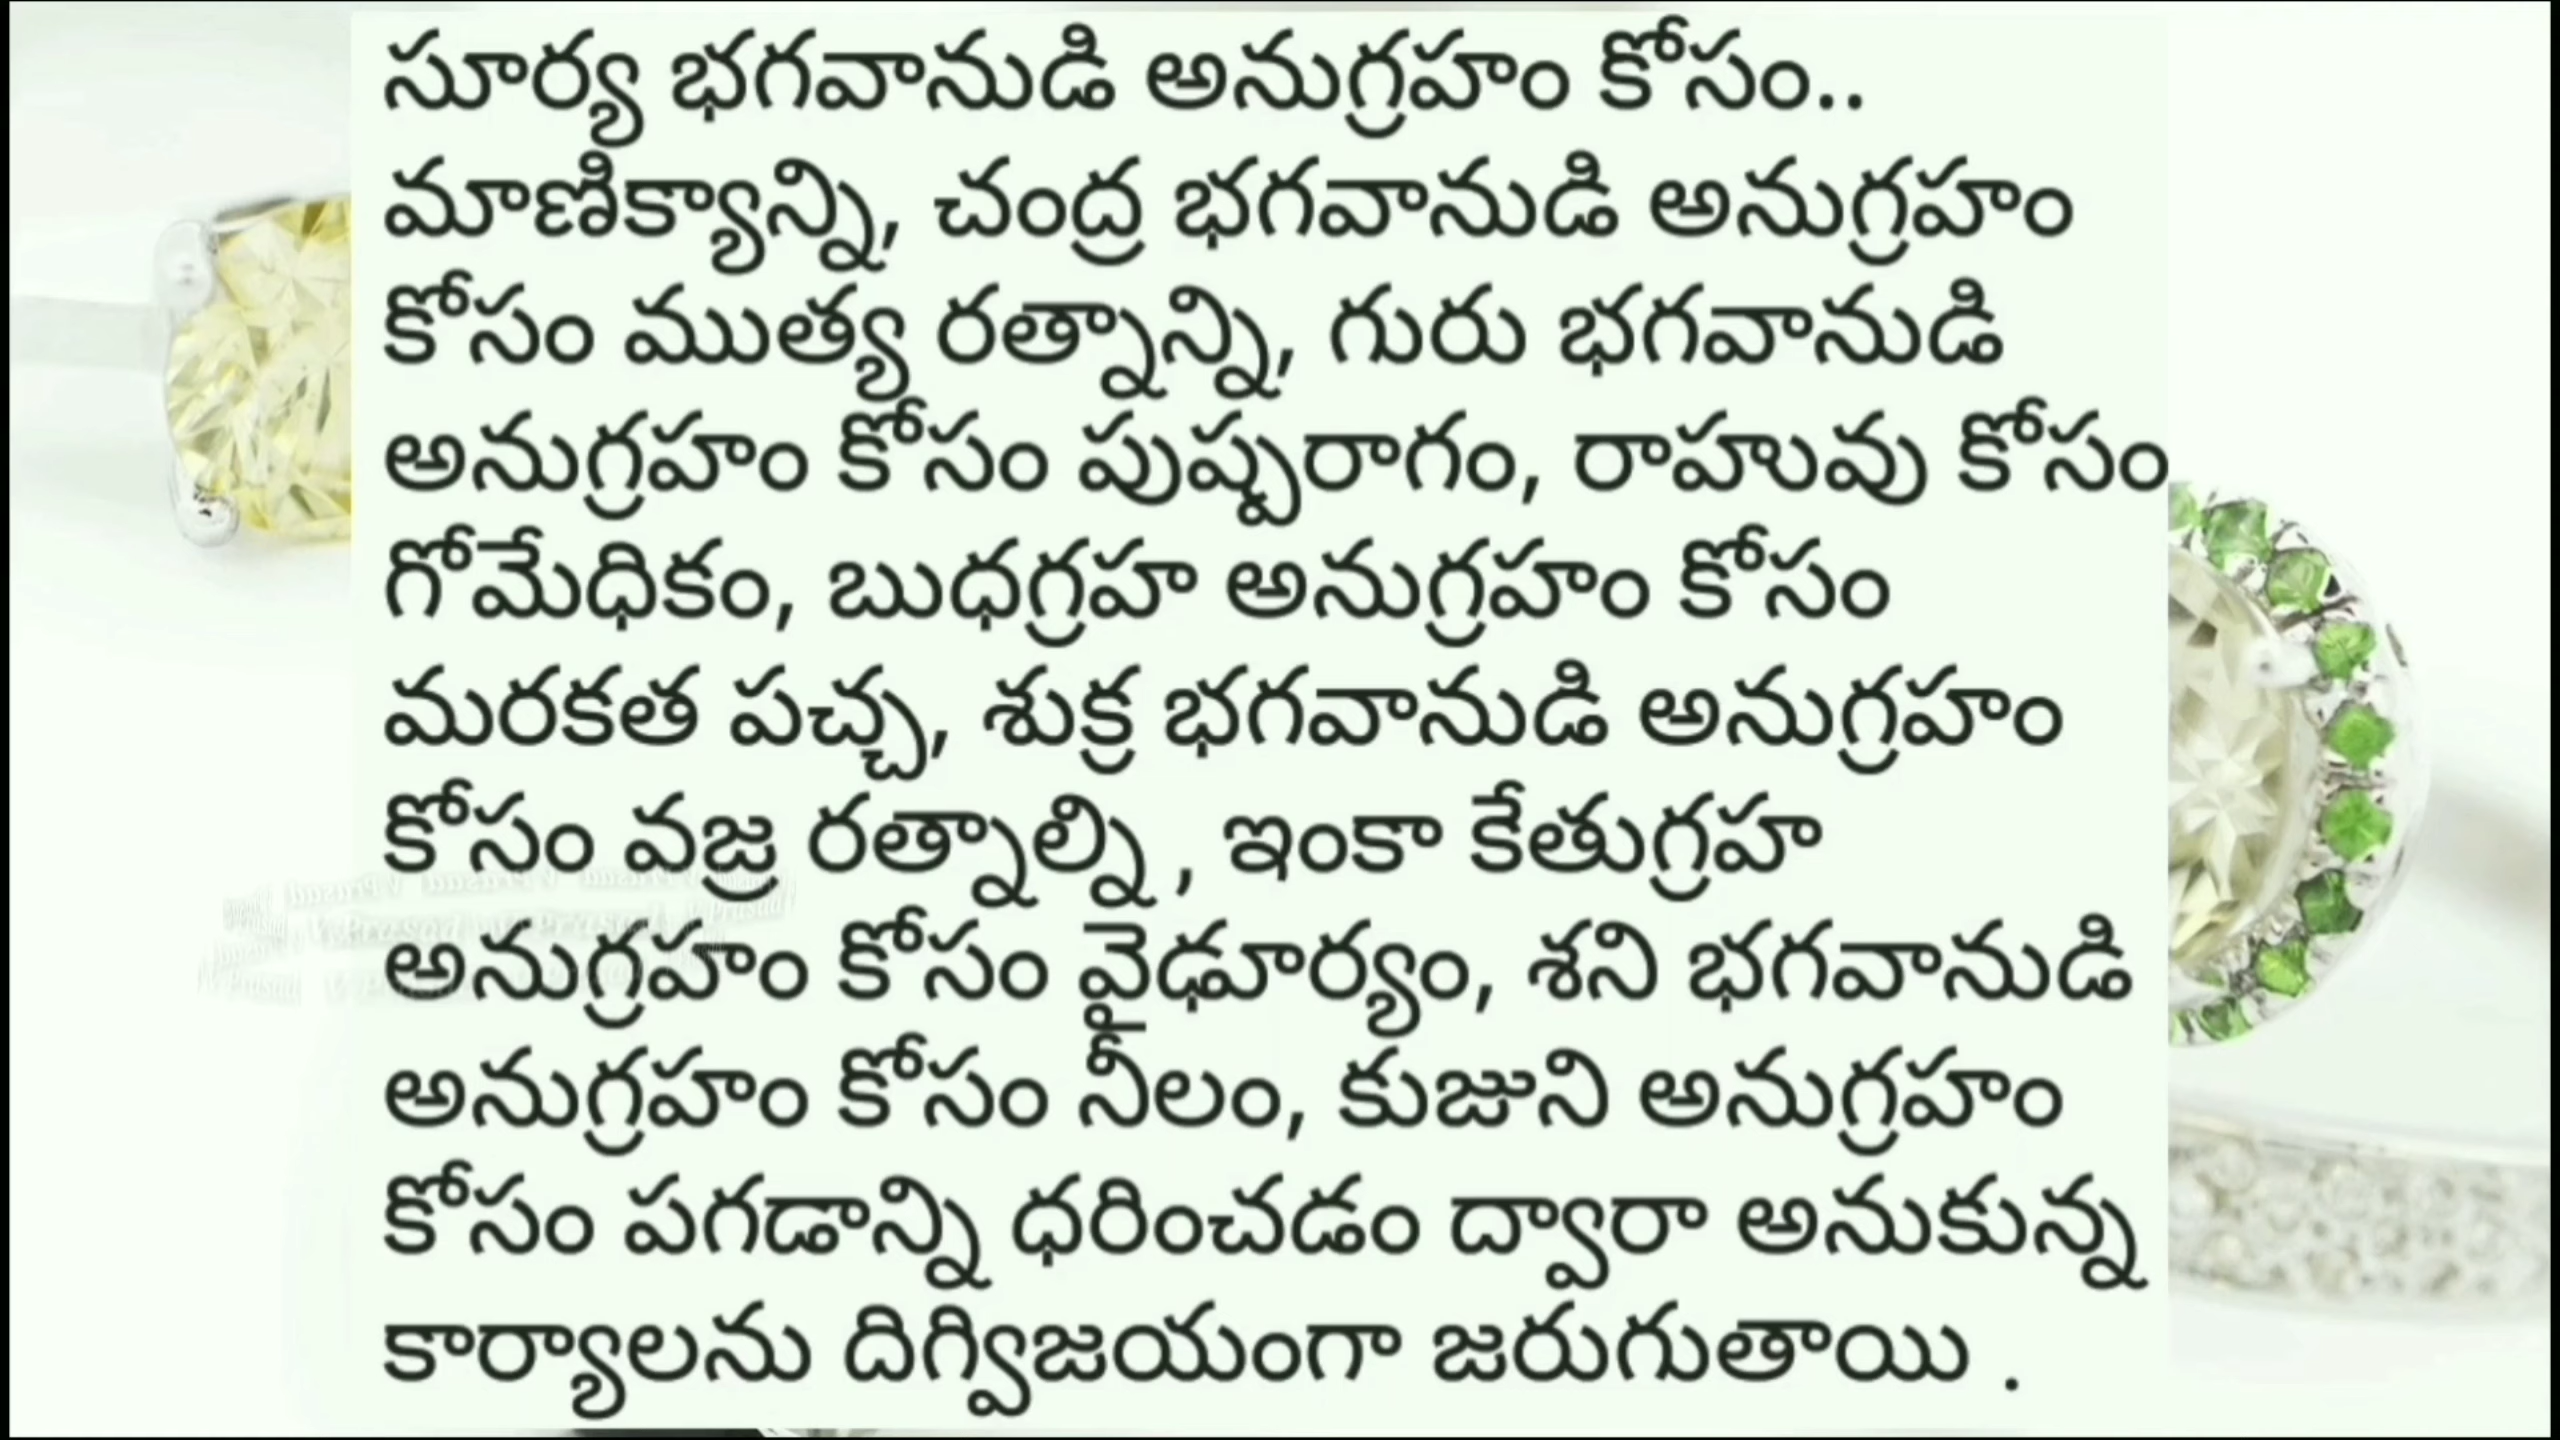 సూర్య భగవానుడి అనుగ్రహం కోసం..
మాణిక్యాన్ని, చంద్ర భగవానుడి అనుగ్రహం
కోసం ముత్య రత్నాన్ని, గురు భగవానుడి
అనుగ్రహం కోసం పుష్పరాగం, రాహువు కోసం
గోమేధికం, బుధగ్రహ అనుగ్రహం కోసం
మరకత పచ్చ, శుక్ర భగవానుడి అనుగ్రహం
కోసం వజ్ర రత్నాల్ని , ఇంకా కేతుగ్రహ
అనుగ్రహం కోసం వైఢూర్యం, శని భగవానుడి
అనుగ్రహం కోసం నీలం, కుజుని అనుగ్రహం
కోసం పగడాన్ని ధరించడం ద్వారా అనుకున్న
కార్యాలను దిగ్విజయంగా జరుగుతాయి .